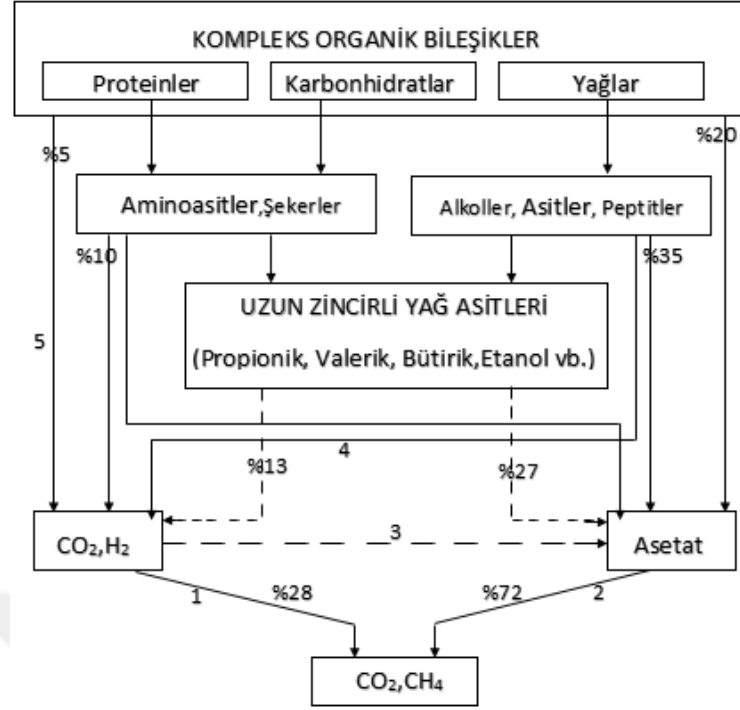 KOMPLEKS ORGANİK BİLEŞİKLER
Proteinler
Karbonhidratlar
Yağlar
%5
%20
Aminoasitler,Şekerler
Alkoller, Asitler, Peptitler
%10
%35
UZUN ZİNCİRLİ YAĞ ASİTLERİ
(Propionik, Valerik, Bütirik,Etanol vb.)
5
4
%13
%27
CO₂,H₂
3
Asetat
1
%28
%72
2
CO₂,CH₄